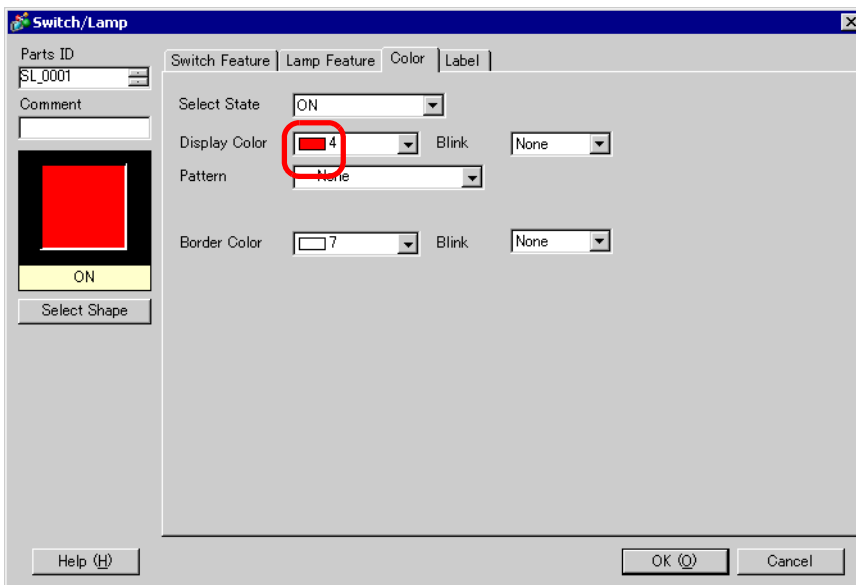 Switch/Lamp
Parts ID
SL_0001
Comment
ON
Select Shape
Switch Feature Lamp Feature Color Label
Select State ON
Display Color 4 Blink None
Pattern None
Border Color 7 Blink None
Help (H) OK (O) Cancel